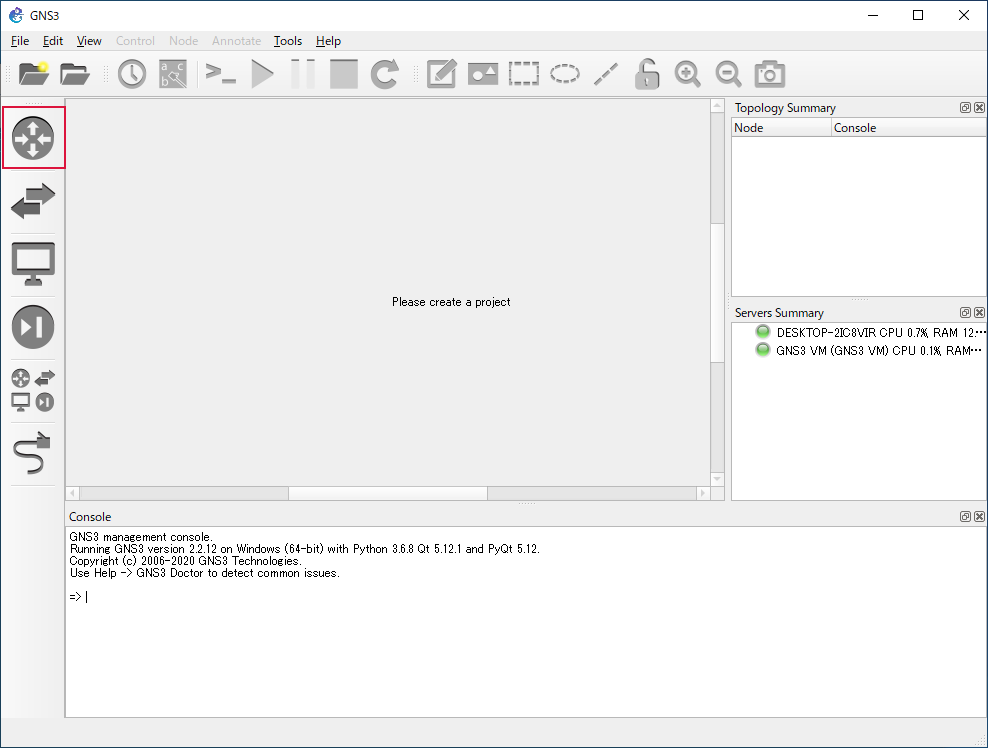 GNS3
File Edit View Control Node Annotate Tools Help
Topology Summary
Node Console
Please create a project
Servers Summary
DESKTOP-2IC8VIR CPU 0.7%, RAM 12.…
GNS3 VM (GNS3 VM) CPU 0.1%, RAM…
Console
GNS3 management console.
Running GNS3 version 2.2.12 on Windows (64-bit) with Python 3.6.8 Qt 5.12.1 and PyQt 5.12.
Copyright (c) 2006-2020 GNS3 Technologies.
Use Help -> GNS3 Doctor to detect common issues.
=>